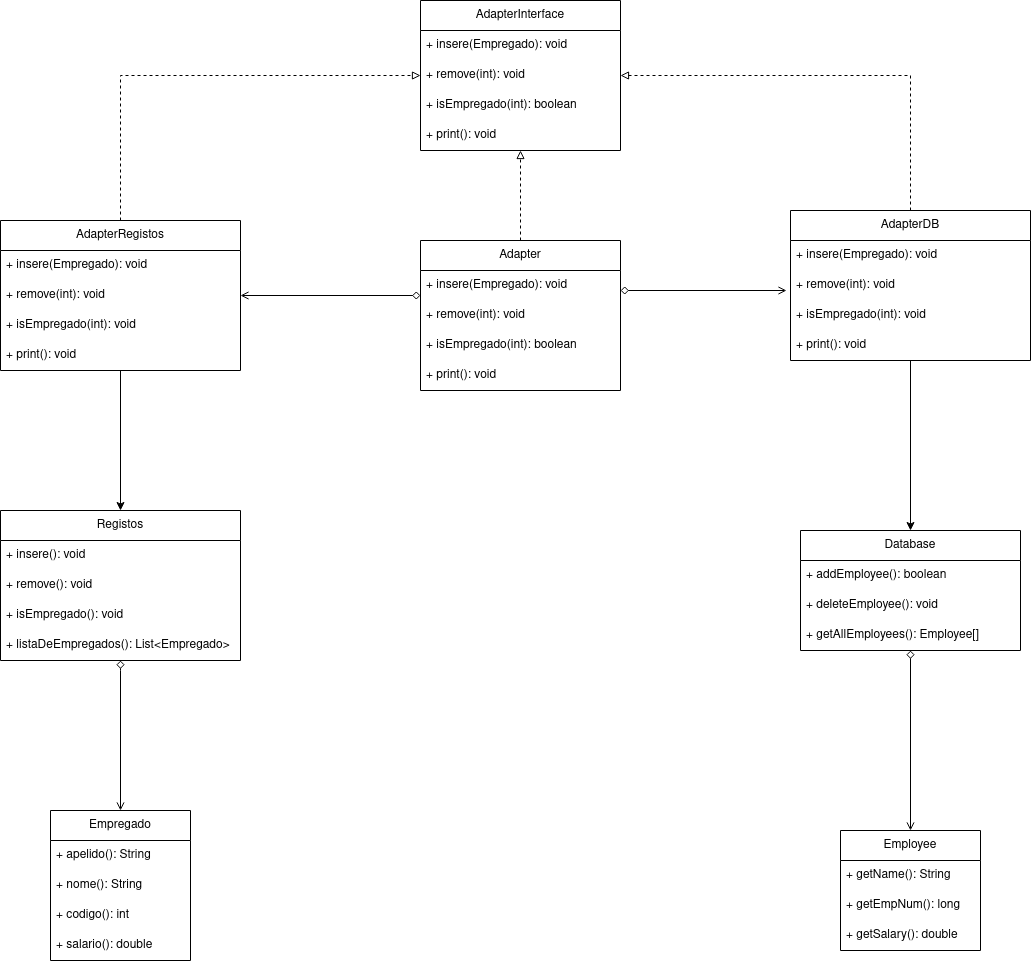 AdapterInterface
+ insere(Empregado): void
+ remove(int): void
+ isEmpregado(int): boolean
+ print(): void
AdapterRegistos
+ insere(Empregado): void
+ remove(int): void
+ isEmpregado(int): void
+ print(): void
Adapter
+ insere(Empregado): void
+ remove(int): void
+ isEmpregado(int): boolean
+ print(): void
AdapterDB
+ insere(Empregado): void
+ remove(int): void
+ isEmpregado(int): void
+ print(): void
Registos
+ insere(): void
+ remove(): void
+ isEmpregado(): void
+ listaDeEmpregados(): List<Empregado>
Database
+ addEmployee(): boolean
+ deleteEmployee(): void
+ getAllEmployees(): Employee[]
Empregado
+ apelido(): String
+ nome(): String
+ codigo(): int
+ salario(): double
Employee
+ getName(): String
+ getEmpNum(): long
+ getSalary(): double